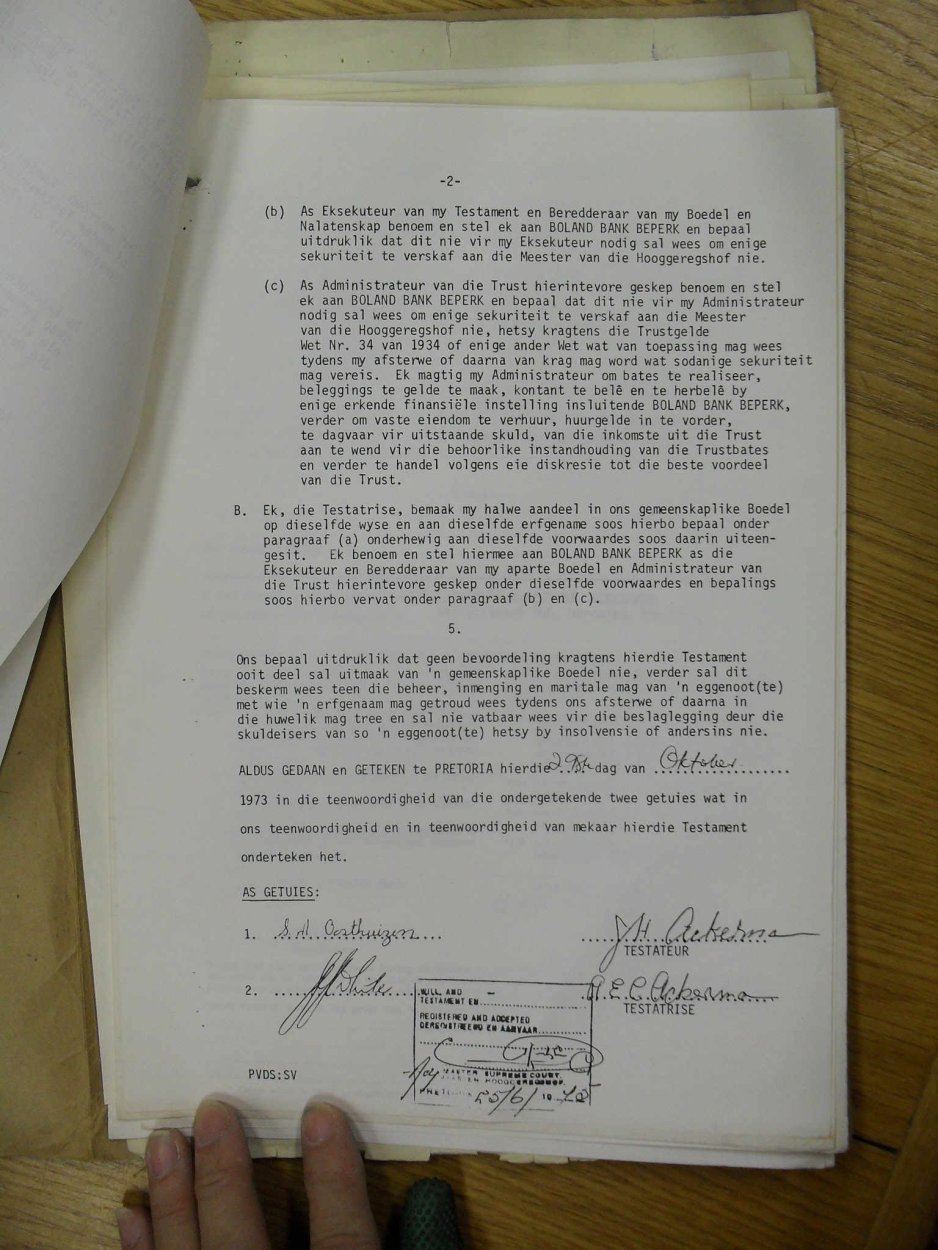 -2-
(b) As Eksekuteur van my Testament en Beredderaar van my Boedel en
Nalatenskap benoem en stel ek aan BOLAND BANK BEPERK en bepaal
uitdruklik dat dit nie vir my Eksekuteur nodig sal wees om enige
sekuriteit te verskaf aan die Meester van die Hooggeregshof nie.
(c) As Administrateur van die Trust hierintevore geskep benoem en stel
ek aan BOLAND BANK BEPERK en bepaal dat dit nie vir my Administrateur
nodig sal wees om enige sekuriteit te verskaf aan die Meester
van die Hooggeregshof nie, hetsy kragtens die Trustgelde
Wet Nr. 34 van 1934 of enige ander Wet wat van toepassing mag wees
tydens my afsterwe of daarna van krag mag word wat sodanige sekuriteit
mag vereis. Ek magtig my Administrateur om bates te realiseer,
beleggings te gelde te maak, kontant te belê en te herbelê by
enige erkende finansiële instelling insluitende BOLAND BANK BEPERK,
verder om vaste eiendom te verhuur, huurgelde in te vorder,
te dagvaar vir uitstaande skuld, van die inkomste uit die Trust
aan te wend vir die behoorlike instandhouding van die Trustbates
en verder te handel volgens eie diskresie tot die beste voordeel
van die Trust.
B. Ek, die Testatrise, bemaak my halwe aandeel in ons gemeenskaplike Boedel
op dieselfde wyse en aan dieselfde erfgename soos hierbo bepaal onder
paragraaf (a) onderhewig aan dieselfde voorwaardes soos daarin uiteen-
gesit. Ek benoem en stel hiermee aan BOLAND BANK BEPERK as die
Eksekuteur en Beredderaar van my aparte Boedel en Administrateur van
die Trust hierintevore geskep onder dieselfde voorwaardes en bepalings
soos hierbo vervat onder paragraaf (b) en (c).
5.
Ons bepaal uitdruklik dat geen bevoordeling kragtens hierdie Testament
ooit deel sal uitmaak van 'n gemeenskaplike Boedel nie, verder sal dit
beskerm wees teen die beheer, inmenging en maritale mag van 'n eggenoot(te)
met wie 'n erfgenaam mag getroud wees tydens ons afsterwe of daarna in
die huwelik mag tree en sal nie vatbaar wees vir die beslaglegging deur die
skuldeisers van so 'n eggenoot(te) hetsy by insolvensie of andersins nie.
ALDUS GEDAAN en GETEKEN te PRETORIA hierdie 29ste dag van Oktober
1973 in die teenwoordigheid van die ondergetekende twee getuies wat in
ons teenwoordigheid en in teenwoordigheid van mekaar hierdie Testament
onderteken het.
AS GETUIES:
1. Oosthuizen
JH Ackerma
TESTATEUR
2.
A.E.C. Ackerma
TESTATRISE
WILL AND
TESTAMENT EN
REGISTERED AND ACCEPTED
GEREGISTREERD EN AANVAAR
MASTER SUPREME COURT.
HOOGGEREGSHOF.
25/6/19
PVDS:SV